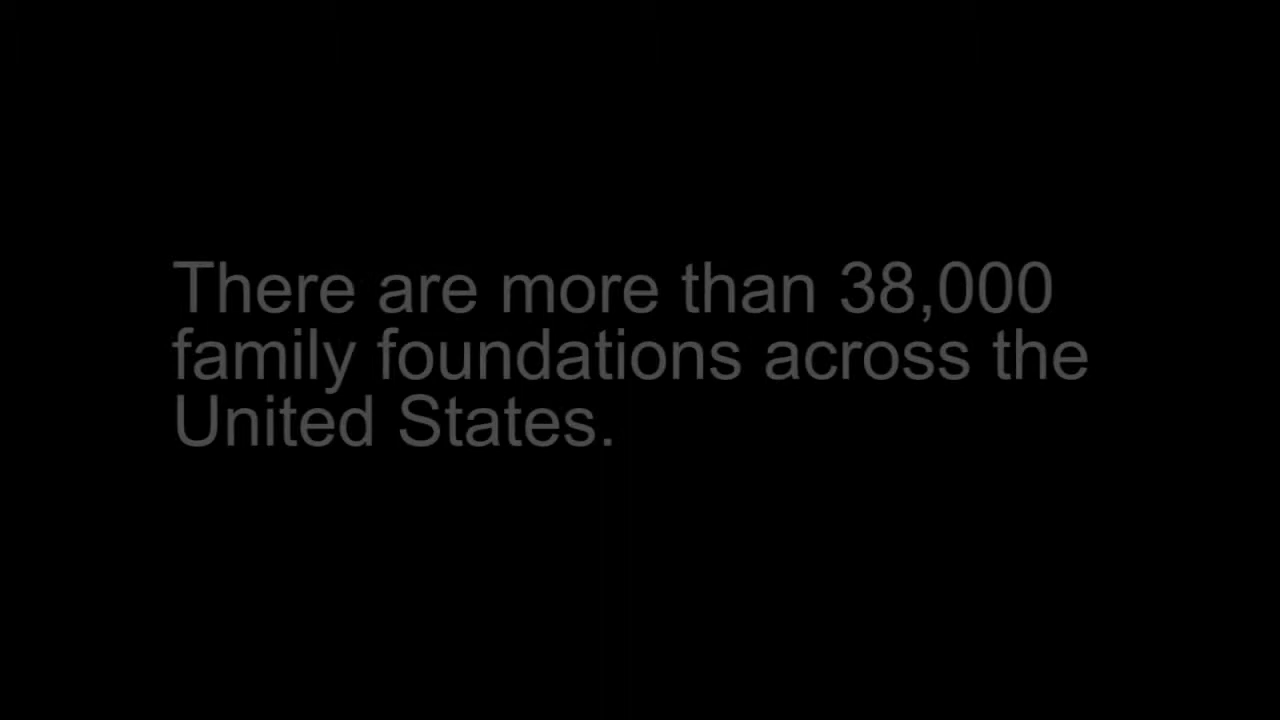 There are more than 38,000
family foundations across the
United States.